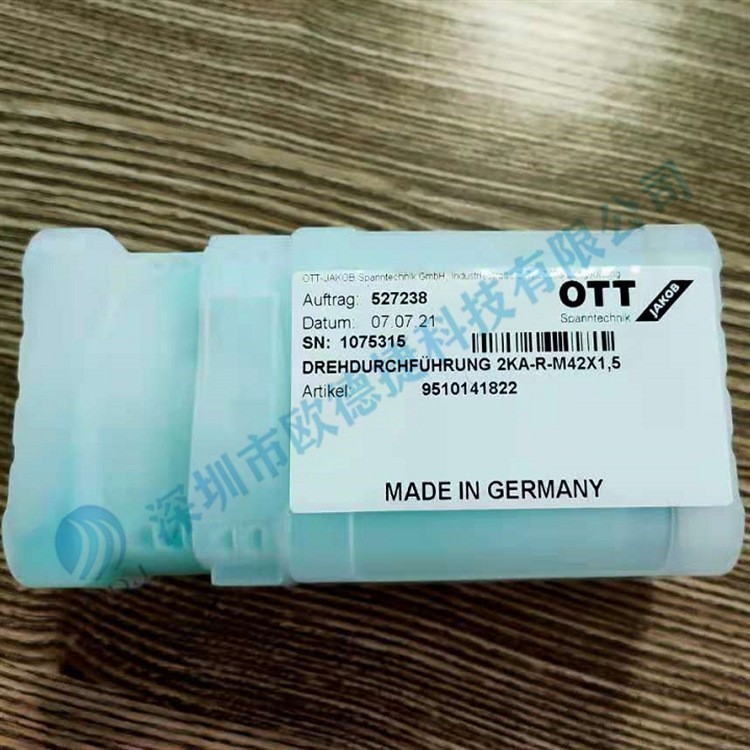 OTT-JAKOB Spanntechnik GmbH,
OTT
JAKOB
Spanntechnik
Auftrag: 527238
Datum: 07.07.21
SN: 1075315
DREHDURCHFÜHRUNG 2KA-R-M42X1,5
Artikel: 9510141822
MADE IN GERMANY
深圳市欧德捷科技有限公司